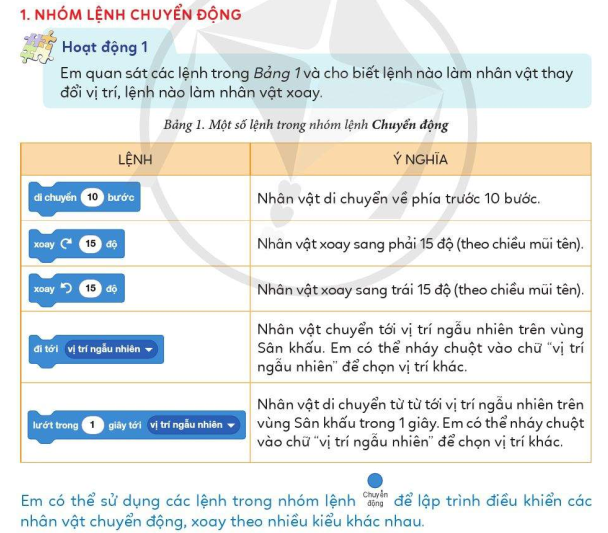 1. NHÓM LỆNH CHUYỂN ĐỘNG
Hoạt động 1
Em quan sát các lệnh trong Bảng 1 và cho biết lệnh nào làm nhân vật thay
đổi vị trí, lệnh nào làm nhân vật xoay.
Bảng 1. Một số lệnh trong nhóm lệnh Chuyển động
LỆNH Ý NGHĨA
di chuyển 10 bước Nhân vật di chuyển về phía trước 10 bước.
xoay 15 độ Nhân vật xoay sang phải 15 độ (theo chiều mũi tên).
xoay 15 độ Nhân vật xoay sang trái 15 độ (theo chiều mũi tên).
Nhân vật chuyển tới vị trí ngẫu nhiên trên vùng
đi tới vị trí ngẫu nhiên Sân khấu. Em có thể nháy chuột vào chữ "vị trí
ngẫu nhiên" để chọn vị trí khác.
Nhân vật di chuyển từ từ tới vị trí ngẫu nhiên trên
lướt trong 1 giây tới vị trí ngẫu nhiên vùng Sân khấu trong 1 giây. Em có thể nháy chuột
vào chữ "vị trí ngẫu nhiên" để chọn vị trí khác.
Em có thể sử dụng các lệnh trong nhóm lệnh Chuyển động để lập trình điều khiển các
nhân vật chuyển động, xoay theo nhiều kiểu khác nhau.